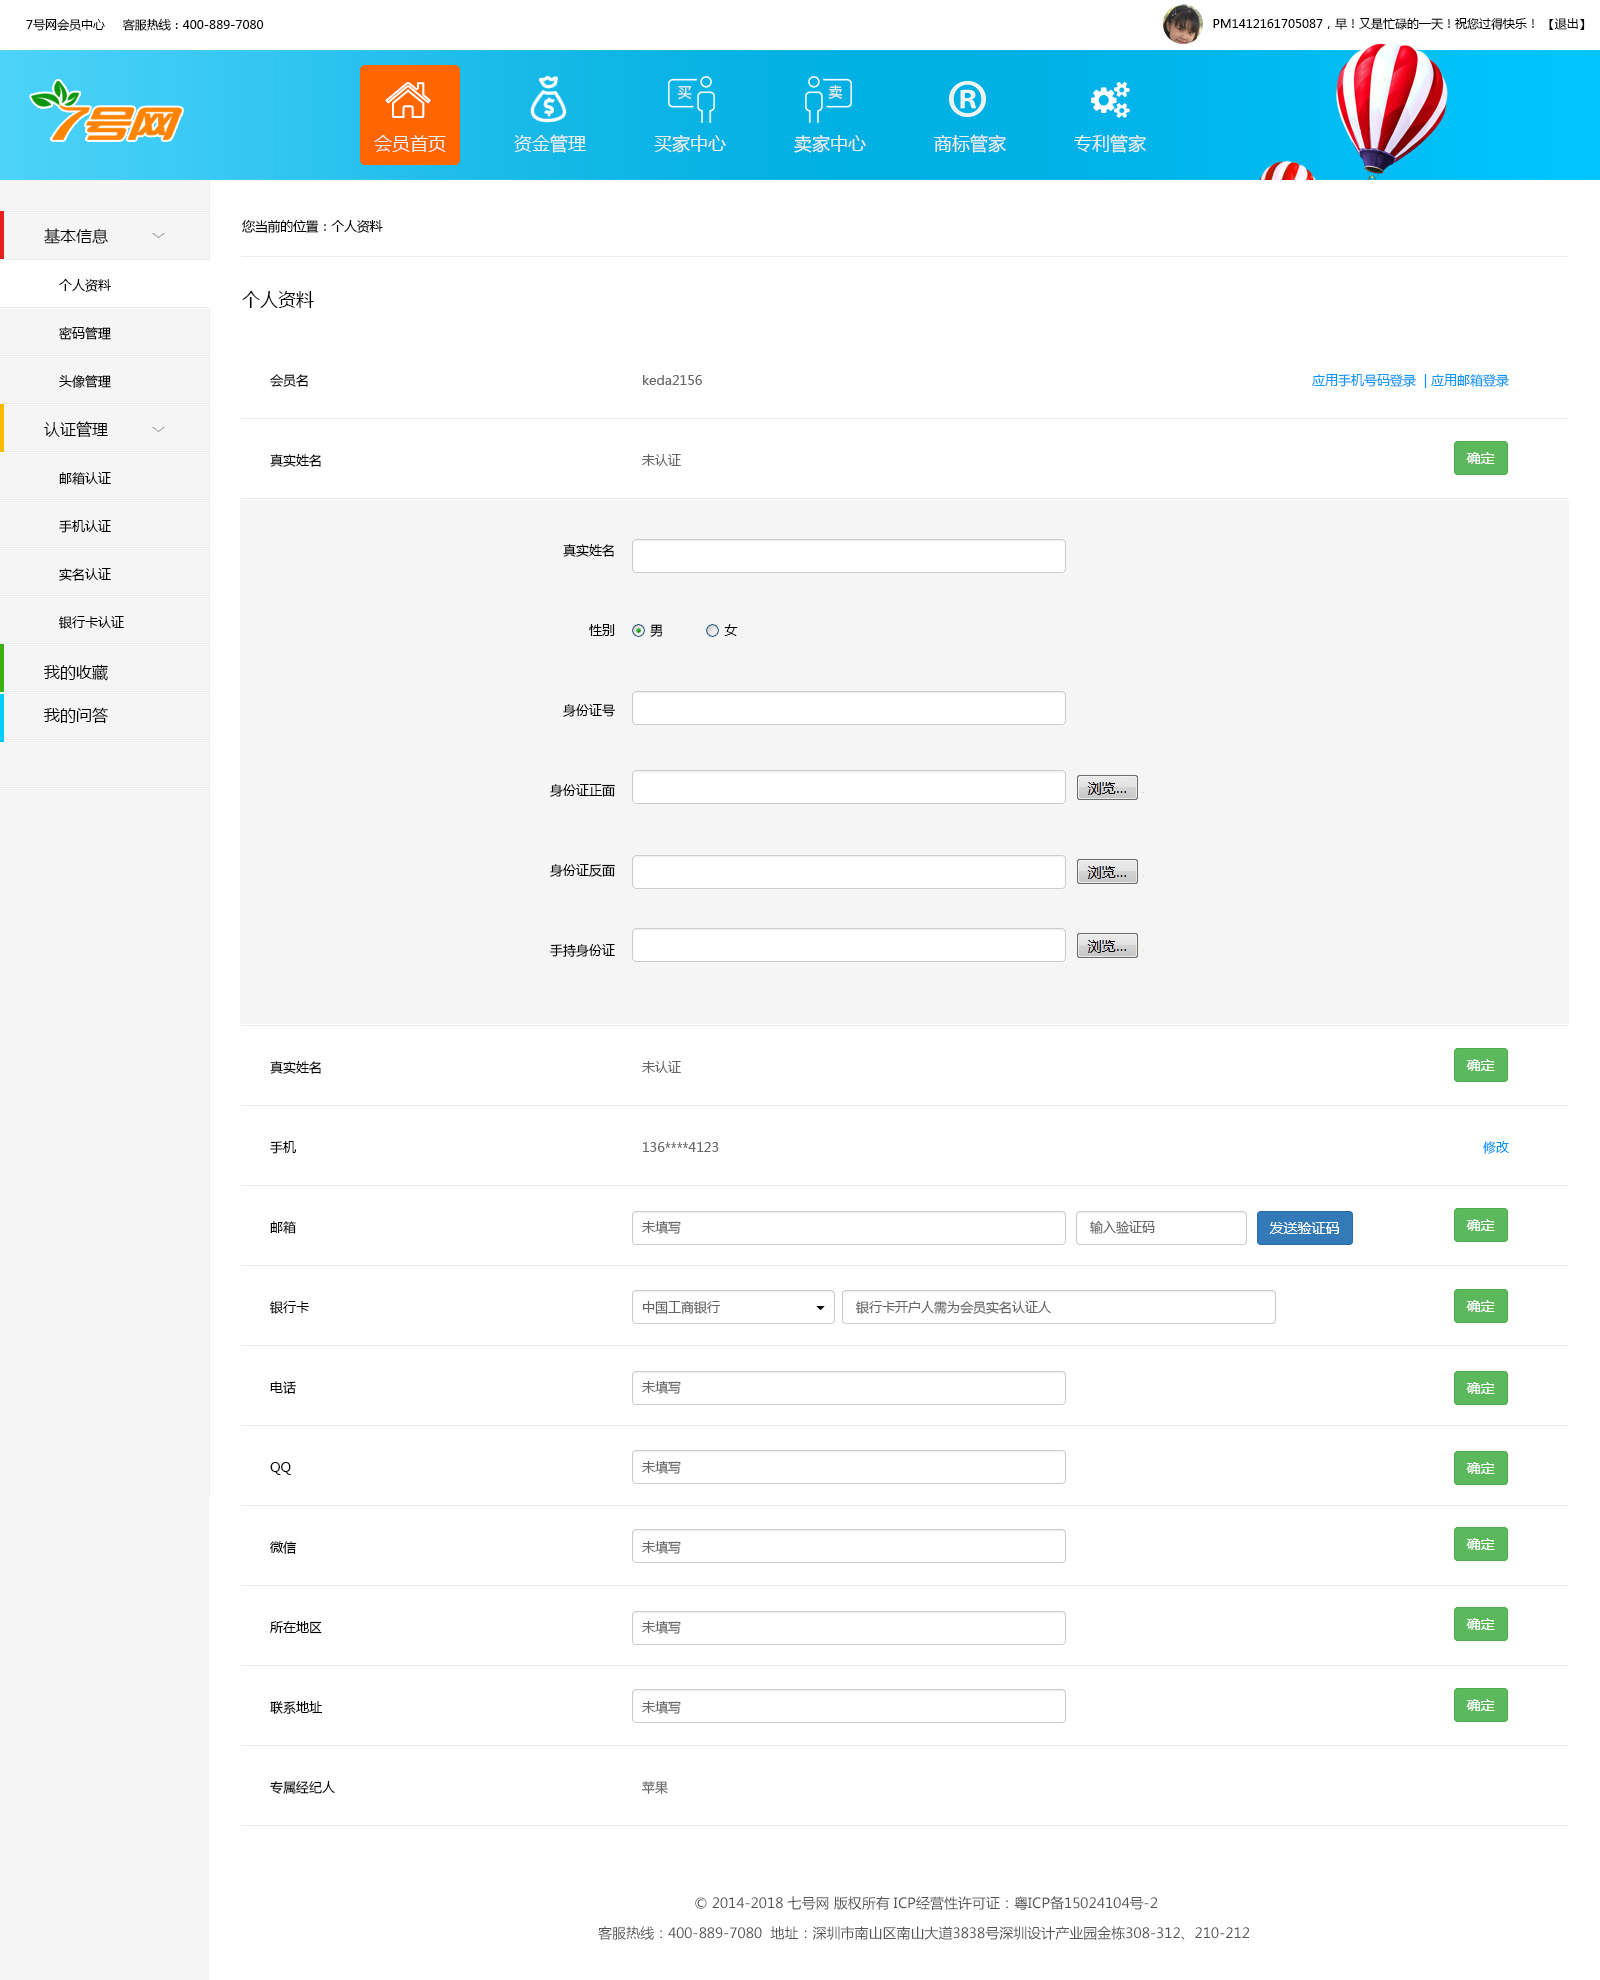 7号网会员中心 客服热线：400-889-7080
PM1412161705087，早！又是忙碌的一天！祝您过得快乐！【退出】
7号网
会员首页
资金管理
买
买家中心
卖
卖家中心
®
商标管家
专利管家
基本信息
个人资料
密码管理
头像管理
认证管理
邮箱认证
手机认证
实名认证
银行卡认证
我的收藏
我的问答
您当前的位置：个人资料
个人资料
会员名 keda2156 应用手机号码登录 | 应用邮箱登录
真实姓名 未认证 确定
真实姓名
性别 男 女
身份证号
身份证正面 浏览...
身份证反面 浏览...
手持身份证 浏览...
真实姓名 未认证 确定
手机 136****4123 修改
邮箱 未填写 输入验证码 发送验证码 确定
银行卡 中国工商银行 银行卡开户人需为会员实名认证人 确定
电话 未填写 确定
QQ 未填写 确定
微信 未填写 确定
所在地区 未填写 确定
联系地址 未填写 确定
专属经纪人 苹果
© 2014-2018 七号网 版权所有 ICP经营性许可证：粤ICP备15024104号-2
客服热线：400-889-7080 地址：深圳市南山区南山大道3838号深圳设计产业园金栋308-312、210-212